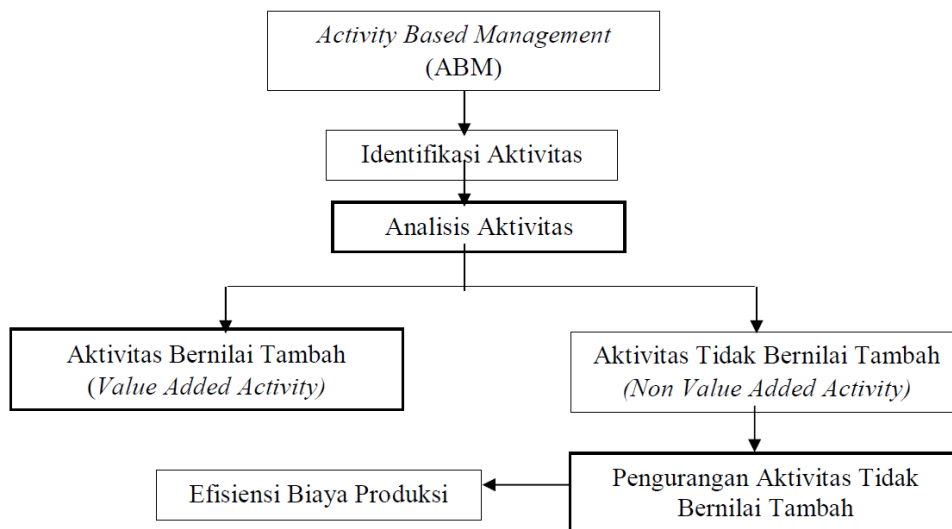 Activity Based Management
(ABM)
Identifikasi Aktivitas
Analisis Aktivitas
Aktivitas Bernilai Tambah
(Value Added Activity)
Aktivitas Tidak Bernilai Tambah
(Non Value Added Activity)
Efisiensi Biaya Produksi
Pengurangan Aktivitas Tidak
Bernilai Tambah